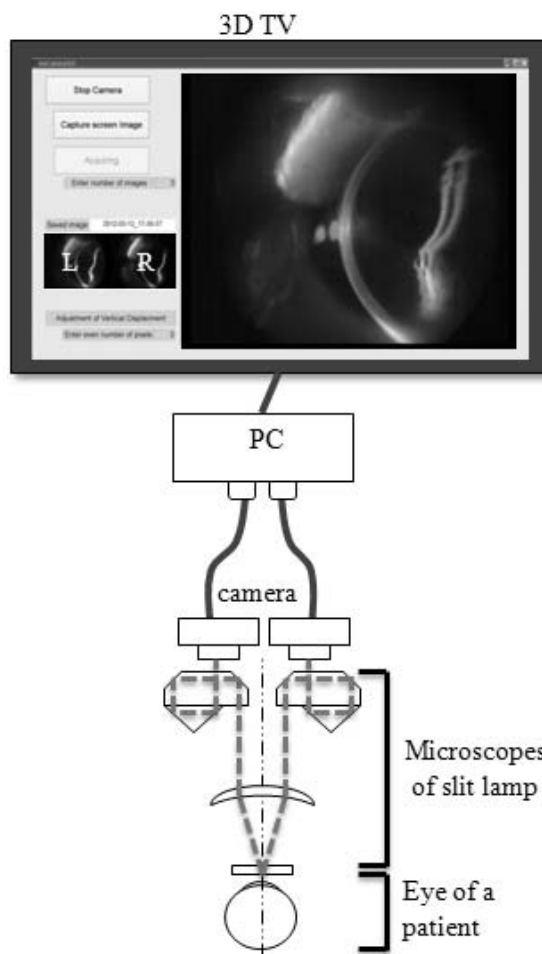 3D TV
Stop Camera
Capture screen Image
Acquiring
Enter number of images
Saved image
L R
Adjustment of Vertical Displacment
Enter even number of pixels
PC
camera
Microscopes
of slit lamp
Eye of a
patient